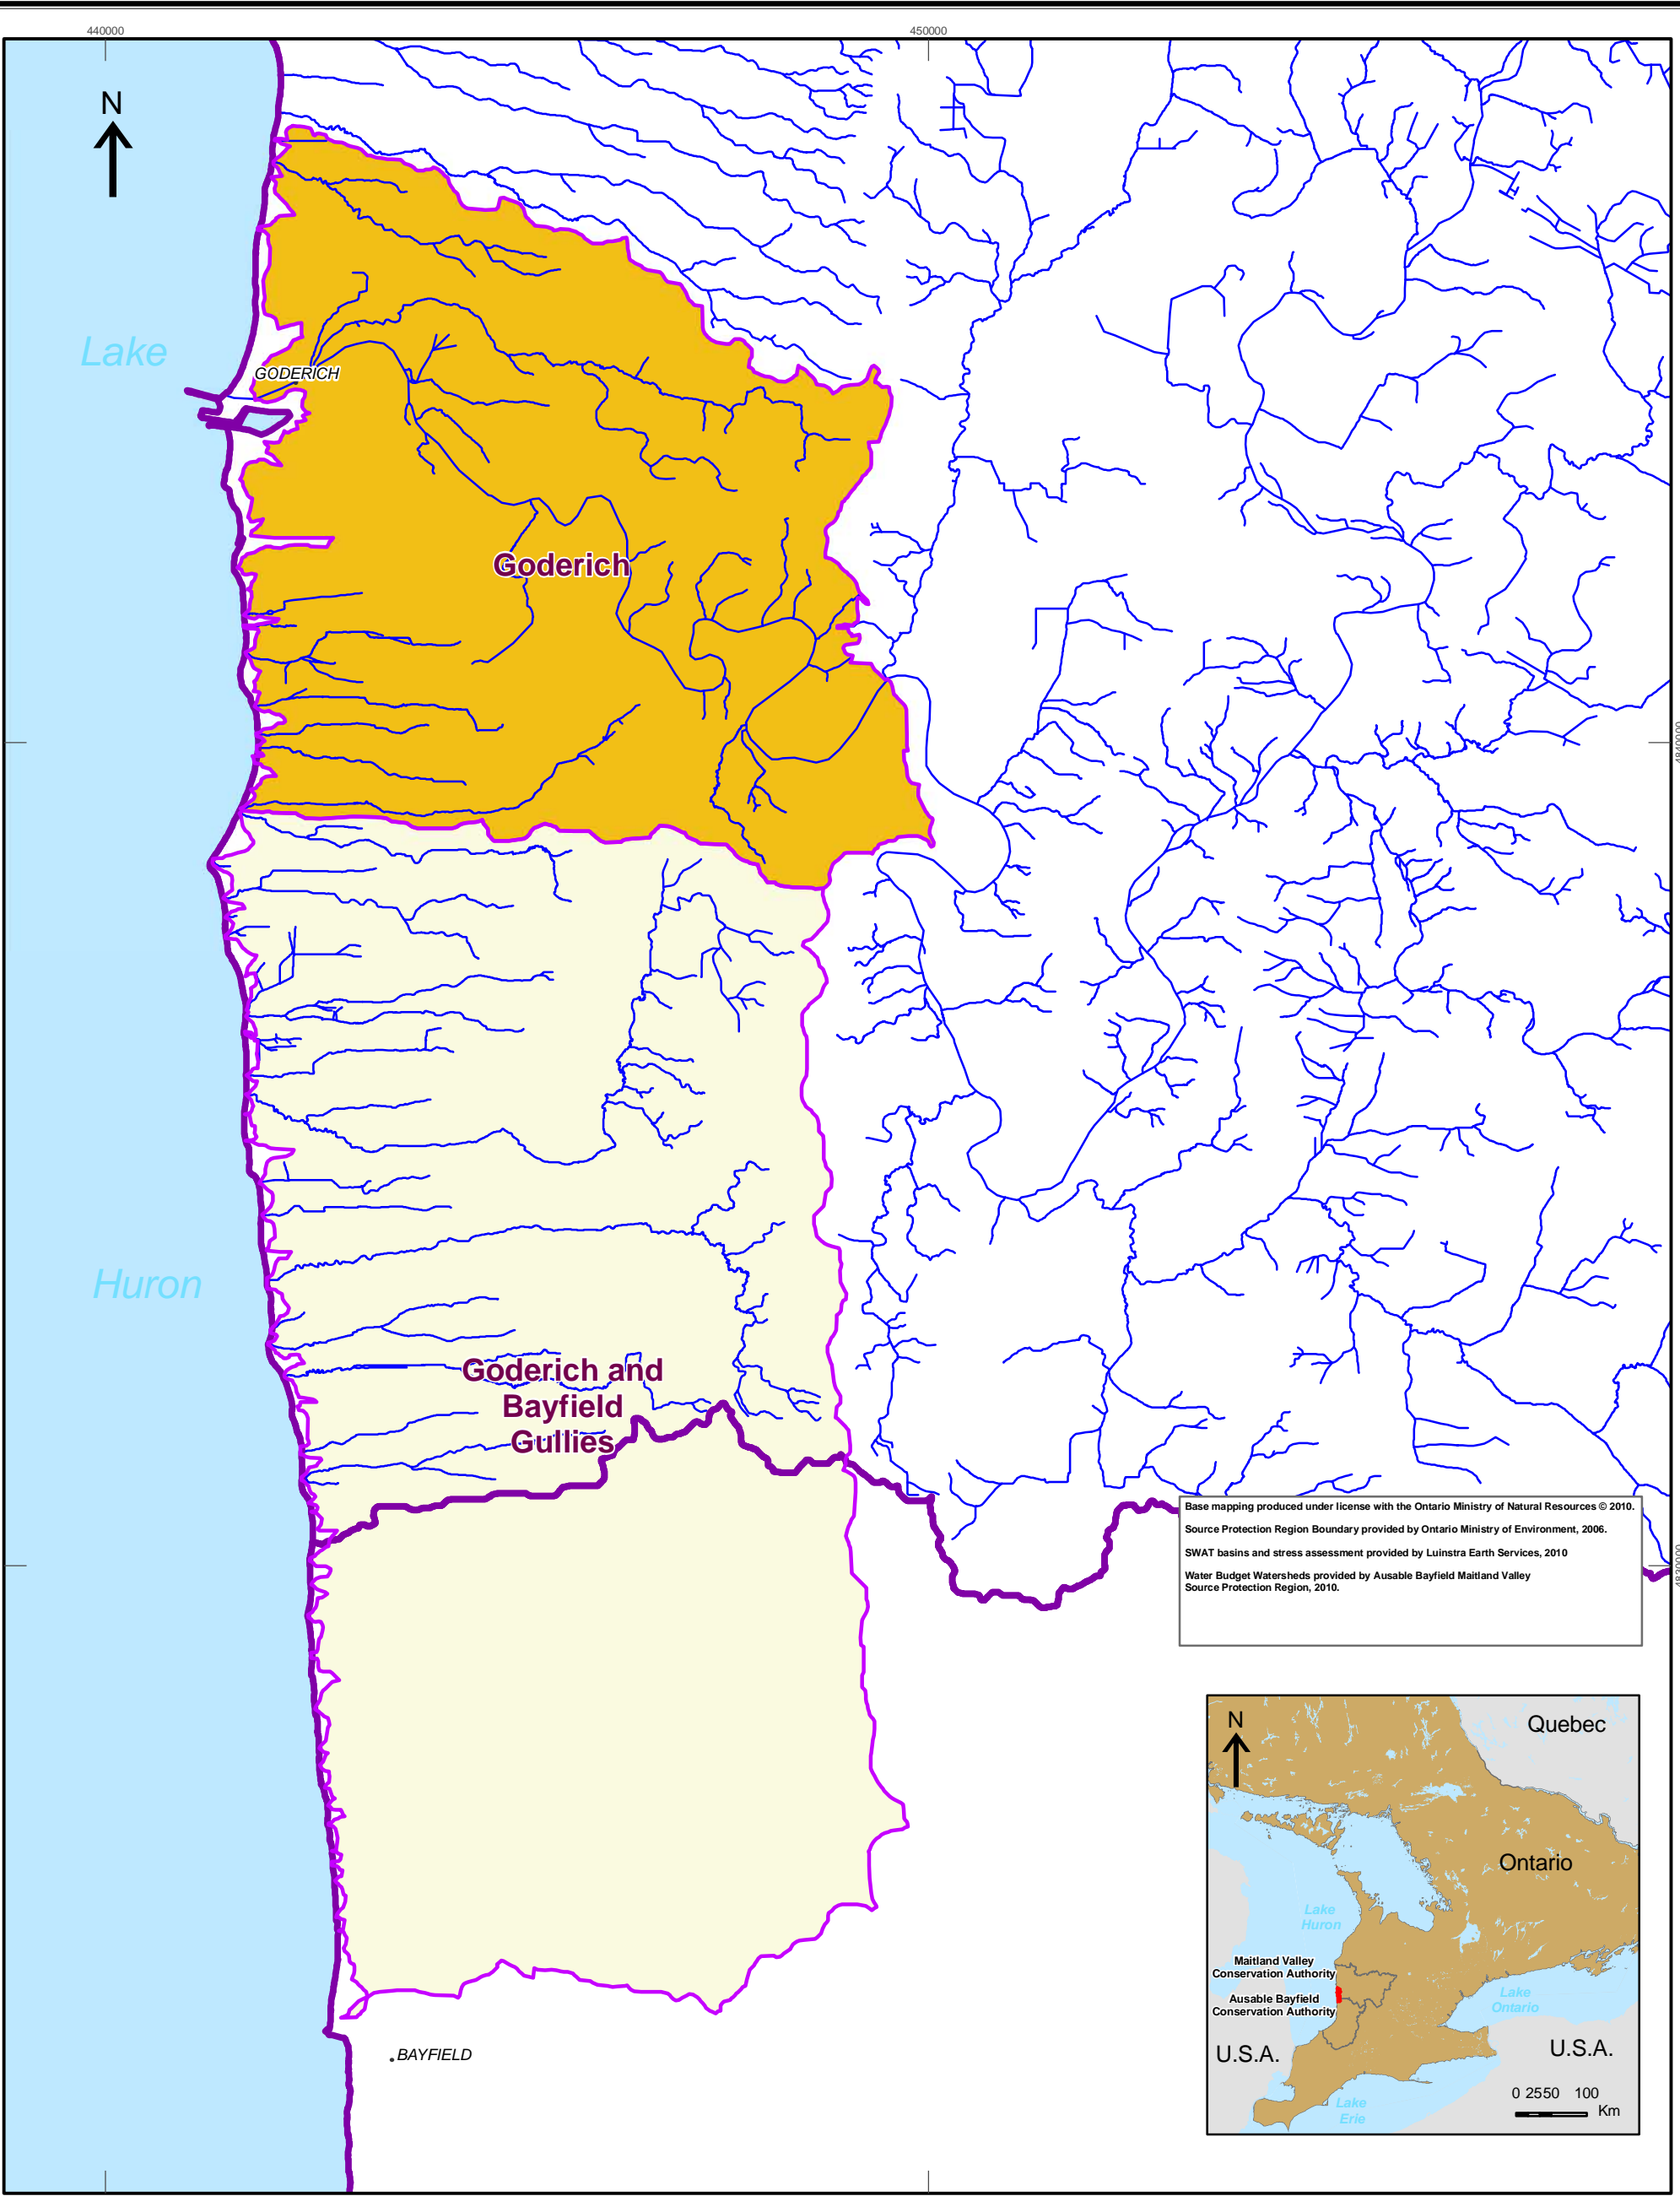 440000
450000
N
Lake
GODERICH
Goderich
4840000
Huron
Goderich and
Bayfield
Gullies
Base mapping produced under license with the Ontario Ministry of Natural Resources © 2010.
Source Protection Region Boundary provided by Ontario Ministry of Environment, 2006.
SWAT basins and stress assessment provided by Luinstra Earth Services, 2010
Water Budget Watersheds provided by Ausable Bayfield Maitland Valley
Source Protection Region, 2010.
4830000
N
Quebec
Ontario
Lake
Huron
Maitland Valley
Conservation Authority
Ausable Bayfield
Conservation Authority
Lake
Ontario
U.S.A.
U.S.A.
0 25 50 100
Km
Lake
Erie
BAYFIELD